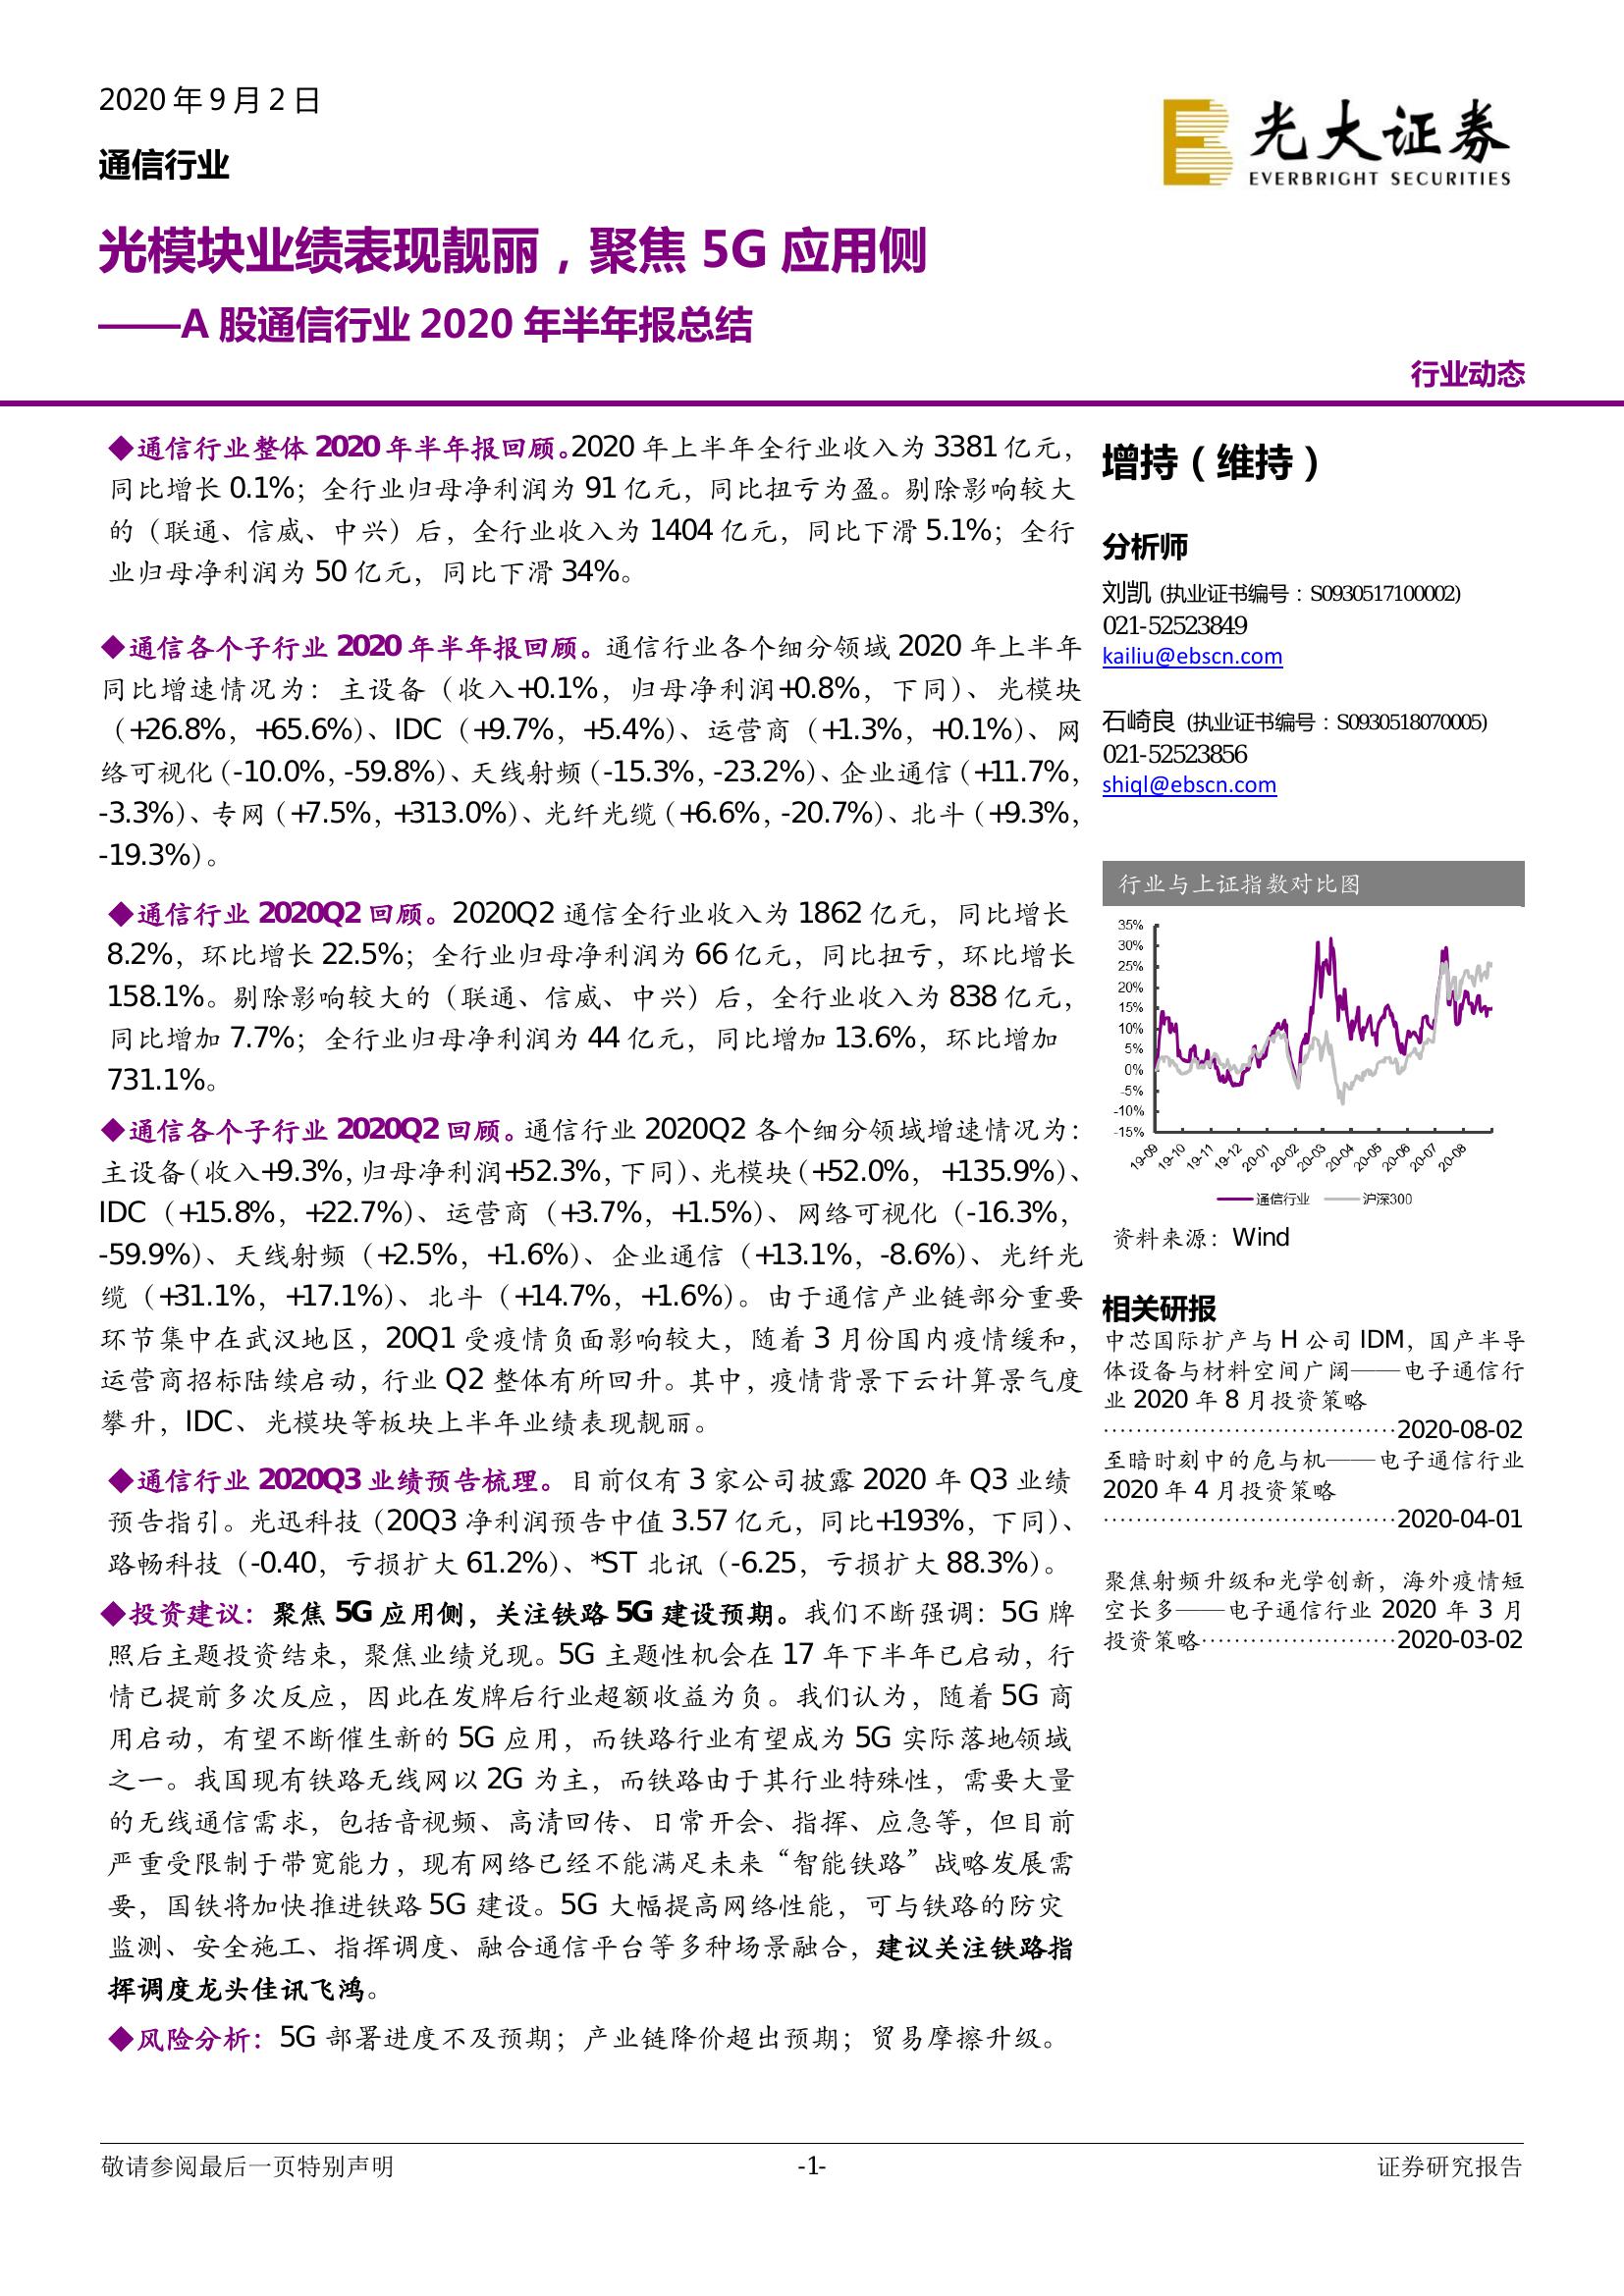 2020 年 9 月 2 日
通信行业
光大证券
EVERBRIGHT SECURITIES
光模块业绩表现靓丽，聚焦 5G 应用侧
——A 股通信行业 2020 年半年报总结
行业动态
◆通信行业整体 2020 年半年报回顾。2020 年上半年全行业收入为 3381 亿元，
同比增长 0.1%；全行业归母净利润为 91 亿元，同比扭亏为盈。剔除影响较大
的（联通、信威、中兴）后，全行业收入为 1404 亿元，同比下滑 5.1%；全行
业归母净利润为 50 亿元，同比下滑 34%。
◆通信各个子行业 2020 年半年报回顾。通信行业各个细分领域 2020 年上半年
同比增速情况为：主设备（收入+0.1%，归母净利润+0.8%，下同）、光模块
（+26.8%，+65.6%）、IDC（+9.7%，+5.4%）、运营商（+1.3%，+0.1%）、网
络可视化（-10.0%，-59.8%）、天线射频（-15.3%，-23.2%）、企业通信（+11.7%，
-3.3%）、专网（+7.5%，+313.0%）、光纤光缆（+6.6%，-20.7%）、北斗（+9.3%，
-19.3%）。
◆通信行业 2020Q2 回顾。2020Q2 通信全行业收入为 1862 亿元，同比增长
8.2%，环比增长 22.5%；全行业归母净利润为 66 亿元，同比扭亏，环比增长
158.1%。剔除影响较大的（联通、信威、中兴）后，全行业收入为 838 亿元，
同比增加 7.7%；全行业归母净利润为 44 亿元，同比增加 13.6%，环比增加
731.1%。
◆通信各个子行业 2020Q2 回顾。通信行业 2020Q2 各个细分领域增速情况为：
主设备（收入+9.3%，归母净利润+52.3%，下同）、光模块（+52.0%， +135.9%）、
IDC（+15.8%，+22.7%）、运营商（+3.7%，+1.5%）、网络可视化（-16.3%，
-59.9%）、天线射频（+2.5%，+1.6%）、企业通信（+13.1%，-8.6%）、光纤光
缆（+31.1%，+17.1%）、北斗（+14.7%，+1.6%）。由于通信产业链部分重要
环节集中在武汉地区，20Q1 受疫情负面影响较大，随着 3 月份国内疫情缓和，
运营商招标陆续启动，行业 Q2 整体有所回升。其中，疫情背景下云计算景气度
攀升，IDC、光模块等板块上半年业绩表现靓丽。
◆通信行业 2020Q3 业绩预告梳理。目前仅有 3 家公司披露 2020 年 Q3 业绩
预告指引。光迅科技（20Q3 净利润预告中值 3.57 亿元，同比+193%，下同）、
路畅科技（-0.40，亏损扩大 61.2%）、*ST 北讯（-6.25，亏损扩大 88.3%）。
◆投资建议：聚焦 5G 应用侧，关注铁路 5G 建设预期。我们不断强调：5G 牌
照后主题投资结束，聚焦业绩兑现。5G 主题性机会在 17 年下半年已启动，行
情已提前多次反应，因此在发牌后行业超额收益为负。我们认为，随着 5G 商
用启动，有望不断催生新的 5G 应用，而铁路行业有望成为 5G 实际落地领域
之一。我国现有铁路无线网以 2G 为主，而铁路由于其行业特殊性，需要大量
的无线通信需求，包括音视频、高清回传、日常开会、指挥、应急等，但目前
严重受限制于带宽能力，现有网络已经不能满足未来“智能铁路”战略发展需
要，国铁将加快推进铁路 5G 建设。5G 大幅提高网络性能，可与铁路的防灾
监测、安全施工、指挥调度、融合通信平台等多种场景融合，建议关注铁路指
挥调度龙头佳讯飞鸿。
◆风险分析：5G 部署进度不及预期；产业链降价超出预期；贸易摩擦升级。
增持（维持）
分析师
刘凯 (执业证书编号：S0930517100002)
021-52523849
kailiu@ebscn.com
石崎良 (执业证书编号：S0930518070005)
021-52523856
shiql@ebscn.com
行业与上证指数对比图
35%
30%
25%
20%
15%
10%
5%
0%
-5%
-10%
-15%
19-09 19-10 19-11 19-12 20-01 20-02 20-03 20-04 20-05 20-06 20-07 20-08
通信行业 沪深300
资料来源：Wind
相关研报
中芯国际扩产与 H 公司 IDM，国产半导
体设备与材料空间广阔——电子通信行
业 2020 年 8 月投资策略
····································2020-08-02
至暗时刻中的危与机——电子通信行业
2020 年 4 月投资策略
····································2020-04-01
聚焦射频升级和光学创新，海外疫情短
空长多——电子通信行业 2020 年 3 月
投资策略························2020-03-02
敬请参阅最后一页特别声明
-1-
证券研究报告